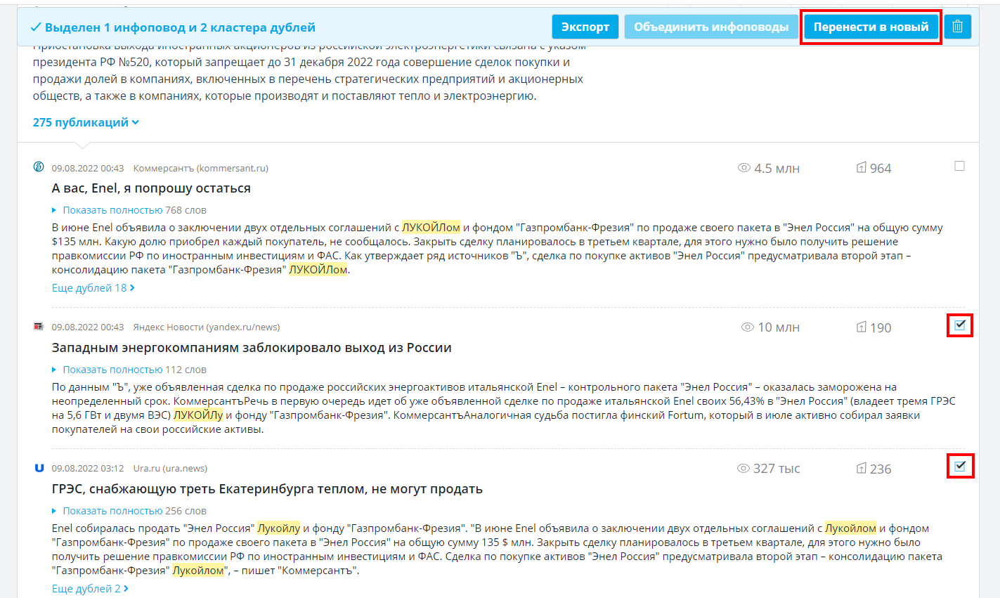 Выделен 1 инфоповод и 2 кластера дублей
Экспорт
Объединить инфоповоды
Перенести в новый
Приостановка выхода иностранных акционеров из российской электроэнергетики связана с указом
президента РФ №520, который запрещает до 31 декабря 2022 года совершение сделок покупки и
продажи долей в компаниях, включенных в перечень стратегических предприятий и акционерных
обществ, а также в компаниях, которые производят и поставляют тепло и электроэнергию.
275 публикаций
09.08.2022 00:43 Коммерсантъ (kommersant.ru) 4.5 млн 964
А вас, Enel, я попрошу остаться
Показать полностью 768 слов
В июне Enel объявила о заключении двух отдельных соглашений с ЛУКОЙЛом и фондом "Газпромбанк-Фрезия" по продаже своего пакета в "Энел Россия" на общую сумму
$135 млн. Какую долю приобрел каждый покупатель, не сообщалось. Закрыть сделку планировалось в третьем квартале, для этого нужно было получить решение
правкомиссии РФ по иностранным инвестициям и ФАС. Как утверждает ряд источников "Ъ", сделка по покупке активов "Энел Россия" предусматривала второй этап –
консолидацию пакета "Газпромбанк-Фрезия" ЛУКОЙЛом.
Еще дублей 18
09.08.2022 00:43 Яндекс Новости (yandex.ru/news) 10 млн 190
Западным энергокомпаниям заблокировало выход из России
Показать полностью 112 слов
По данным "Ъ", уже объявленная сделка по продаже российских энергоактивов итальянской Enel – контрольного пакета "Энел Россия" – оказалась заморожена на
неопределенный срок. КоммерсантъРечь в первую очередь идет об уже объявленной сделке по продаже итальянской Enel своих 56,43% в "Энел Россия" (владеет тремя ГРЭС
на 5,6 ГВт и двумя ВЭС) ЛУКОЙЛу и фонду "Газпромбанк-Фрезия". КоммерсантъАналогичная судьба постигла финский Fortum, который в июле активно собирал заявки
покупателей на свои российские активы.
09.08.2022 03:12 Ura.ru (ura.news) 327 тыс 236
ГРЭС, снабжающую треть Екатеринбурга теплом, не могут продать
Показать полностью 256 слов
Enel собиралась продать "Энел Россия" Лукойлу и фонду "Газпромбанк-Фрезия". "В июне Enel объявила о заключении двух отдельных соглашений с Лукойлом и фондом
"Газпромбанк-Фрезия" по продаже своего пакета в "Энел Россия" на общую сумму 135 $ млн. Закрыть сделку планировалось в третьем квартале, для этого нужно было
получить решение правкомиссии РФ по иностранным инвестициям и ФАС. Сделка по покупке активов "Энел Россия" предусматривала второй этап – консолидацию пакета
"Газпромбанк-Фрезия" Лукойлом", – пишет "Коммерсантъ".
Еще дублей 2